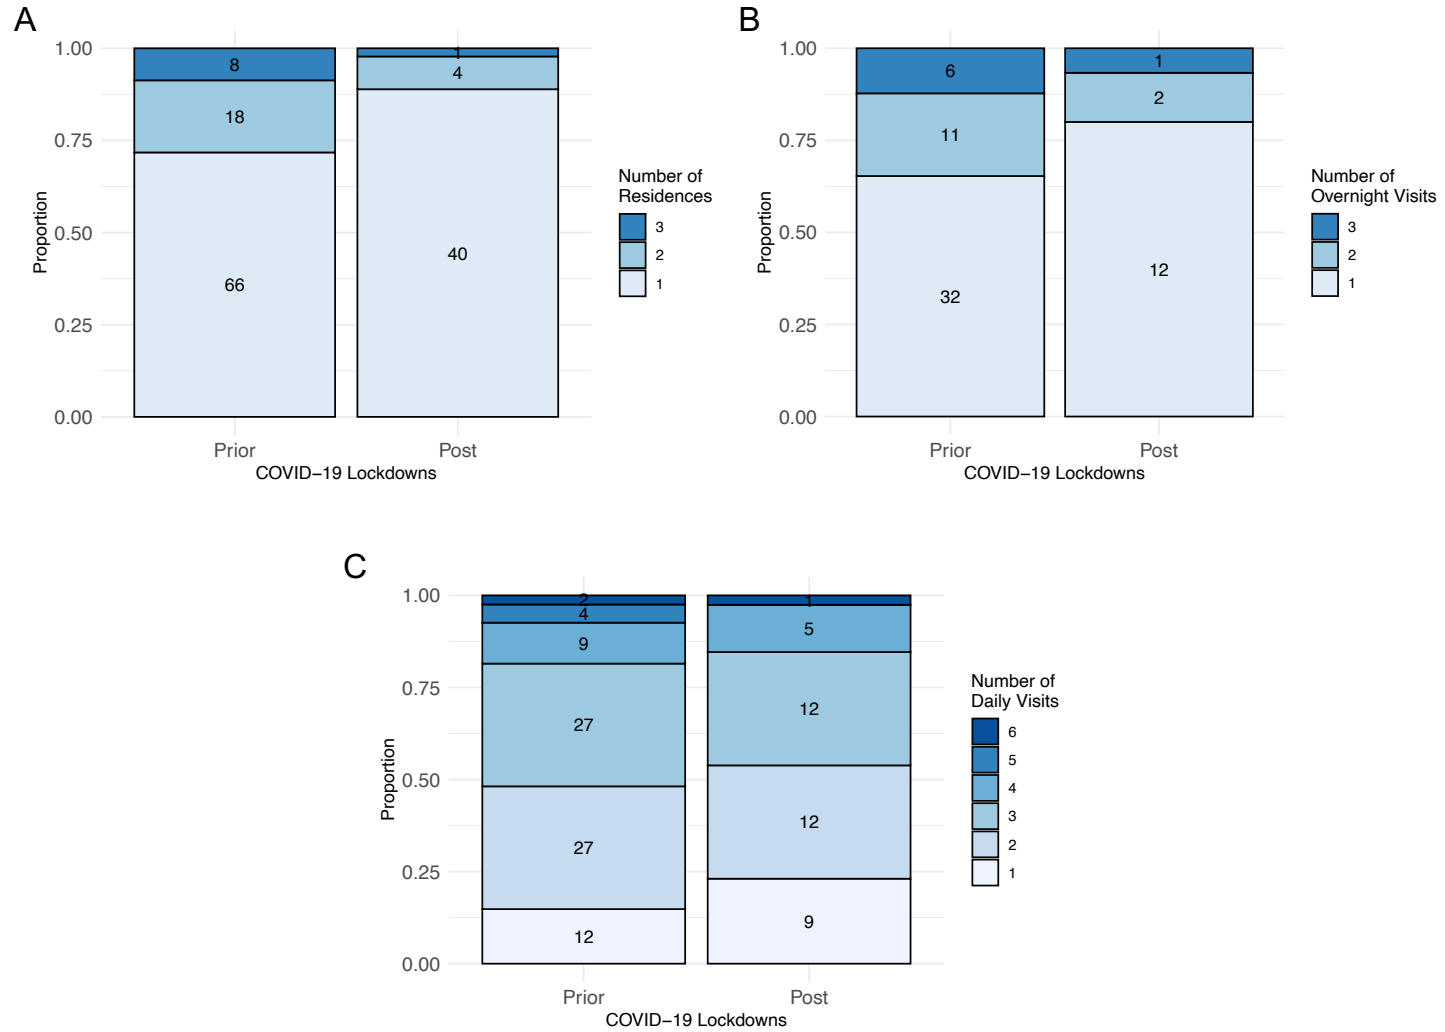 A
1.00
0.75
0.50
0.25
0.00
Proportion
8
18
66
1
4
40
Prior
Post
COVID−19 Lockdowns
Number of
Residences
3
2
1
B
1.00
0.75
0.50
0.25
0.00
Proportion
6
11
32
1
2
12
Prior
Post
COVID−19 Lockdowns
Number of
Overnight Visits
3
2
1
C
1.00
0.75
0.50
0.25
0.00
Proportion
2
4
9
27
27
12
1
5
12
12
9
Prior
Post
COVID−19 Lockdowns
Number of
Daily Visits
6
5
4
3
2
1